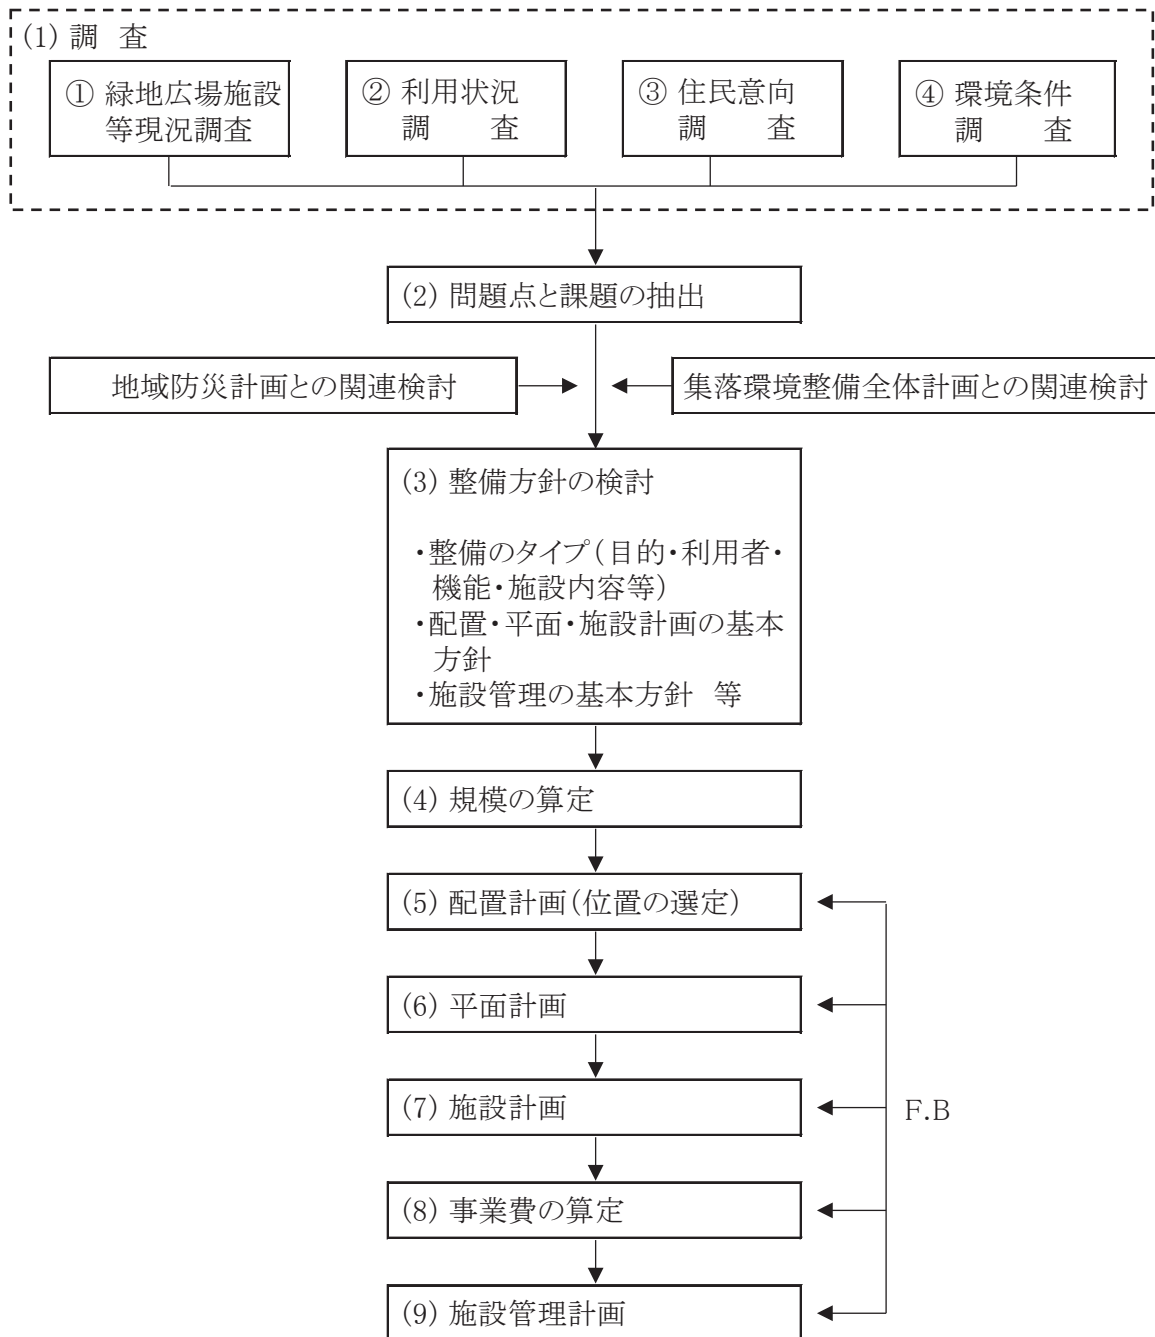 (1) 調　査
① 緑地広場施設
等現況調査
② 利用状況
調　　査
③ 住民意向
調　　査
④ 環境条件
調　　査
(2) 問題点と課題の抽出
地域防災計画との関連検討
集落環境整備全体計画との関連検討
(3) 整備方針の検討
・整備のタイプ(目的・利用者・
機能・施設内容等)
・配置・平面・施設計画の基本
方針
・施設管理の基本方針　等
(4) 規模の算定
(5) 配置計画(位置の選定)
(6) 平面計画
(7) 施設計画
F.B
(8) 事業費の算定
(9) 施設管理計画